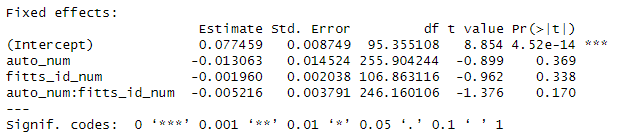 Fixed effects:
                       Estimate Std. Error         df t value Pr(>|t|)
(Intercept)            0.077459   0.008749  95.355108   8.854 4.52e-14 ***
auto_num              -0.013063   0.014524 255.904244  -0.899    0.369
fitts_id_num          -0.001960   0.002038 106.863116  -0.962    0.338
auto_num:fitts_id_num -0.005216   0.003791 246.160106  -1.376    0.170
---
Signif. codes:  0 ‘***’ 0.001 ‘**’ 0.01 ‘*’ 0.05 ‘.’ 0.1 ‘ ’ 1